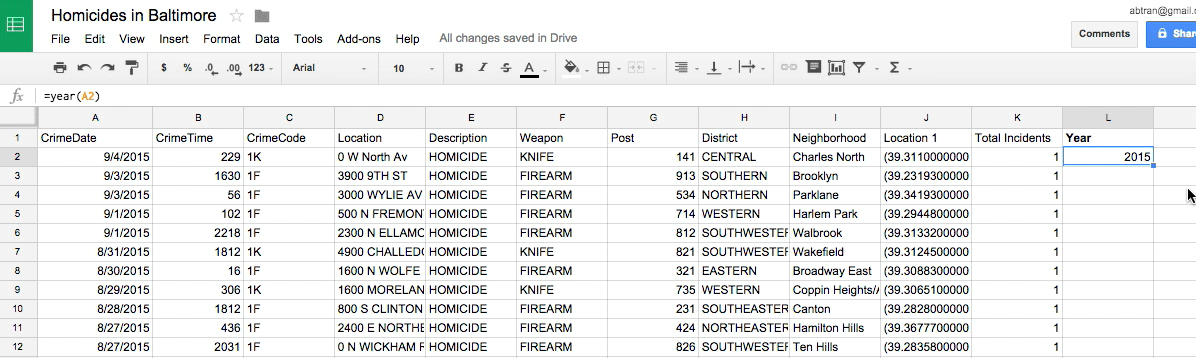 Homicides in Baltimore
abtran@gmail.c
File Edit View Insert Format Data Tools Add-ons Help All changes saved in Drive
Comments Shar
$ % .0 .00 123 Arial 10 B I S A Σ
fx =year(A2)
A B C D E F G H I J K L
1 CrimeDate CrimeTime CrimeCode Location Description Weapon Post District Neighborhood Location 1 Total Incidents Year
2 9/4/2015 229 1K 0 W North Av HOMICIDE KNIFE 141 CENTRAL Charles North (39.3110000000 1 2015
3 9/3/2015 1630 1F 3900 9TH ST HOMICIDE FIREARM 913 SOUTHERN Brooklyn (39.2319300000 1
4 9/3/2015 56 1F 3000 WYLIE AV HOMICIDE FIREARM 534 NORTHERN Parklane (39.3419300000 1
5 9/1/2015 102 1F 500 N FREMON HOMICIDE FIREARM 714 WESTERN Harlem Park (39.2944800000 1
6 9/1/2015 2218 1F 2300 N ELLAMC HOMICIDE FIREARM 812 SOUTHWESTER Walbrook (39.3133200000 1
7 8/31/2015 1812 1K 4900 CHALLED HOMICIDE KNIFE 821 SOUTHWESTER Wakefield (39.3124500000 1
8 8/30/2015 16 1F 1600 N WOLFE HOMICIDE FIREARM 321 EASTERN Broadway East (39.3088300000 1
9 8/29/2015 306 1K 1600 MORELAN HOMICIDE KNIFE 735 WESTERN Coppin Heights/ (39.3065100000 1
10 8/28/2015 1812 1F 800 S CLINTON HOMICIDE FIREARM 231 SOUTHEASTER Canton (39.2828000000 1
11 8/27/2015 436 1F 2400 E NORTHE HOMICIDE FIREARM 424 NORTHEASTER Hamilton Hills (39.3677700000 1
12 8/27/2015 2031 1F 0 N WICKHAM R HOMICIDE FIREARM 826 SOUTHWESTER Ten Hills (39.2835800000 1